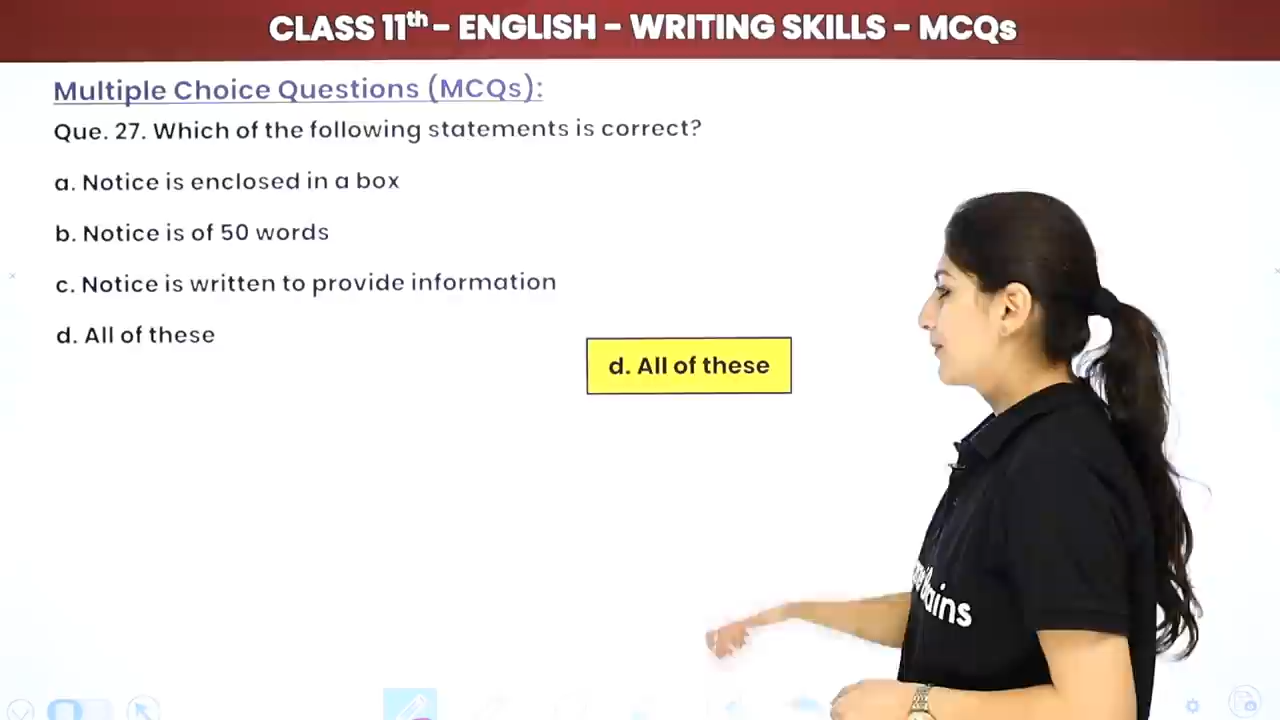 CLASS 11th - ENGLISH - WRITING SKILLS - MCQs
Multiple Choice Questions (MCQs):
Que. 27. Which of the following statements is correct?
a. Notice is enclosed in a box
b. Notice is of 50 words
c. Notice is written to provide information
d. All of these
d. All of these